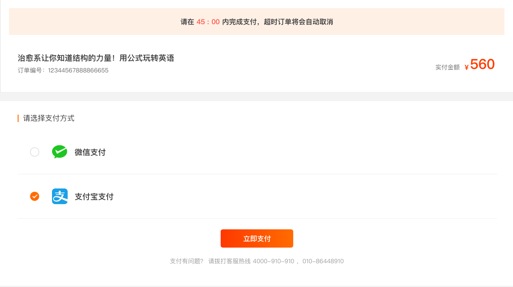 请在 45：00 内完成支付，超时订单将会自动取消
治愈系让你知道结构的力量！用公式玩转英语
订单编号：12344567888866655
实付金额 ¥560
请选择支付方式
微信支付
支付宝支付
立即支付
支付有问题？ 请拨打客服热线 4000-910-910 ，010-86448910